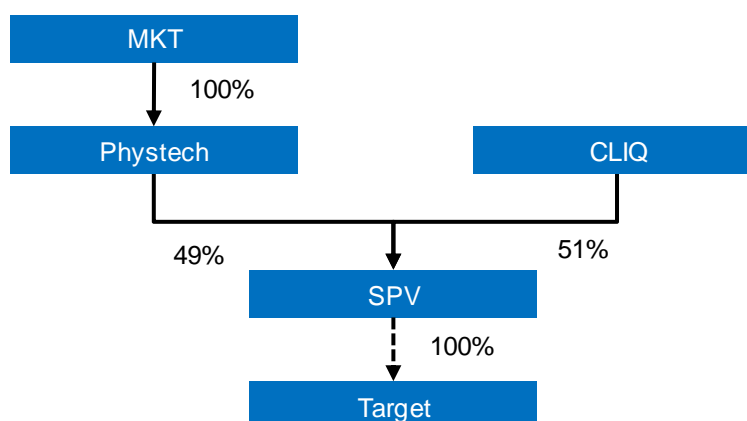 MKT
100%
Phystech
CLIQ
49%
51%
SPV
100%
Target